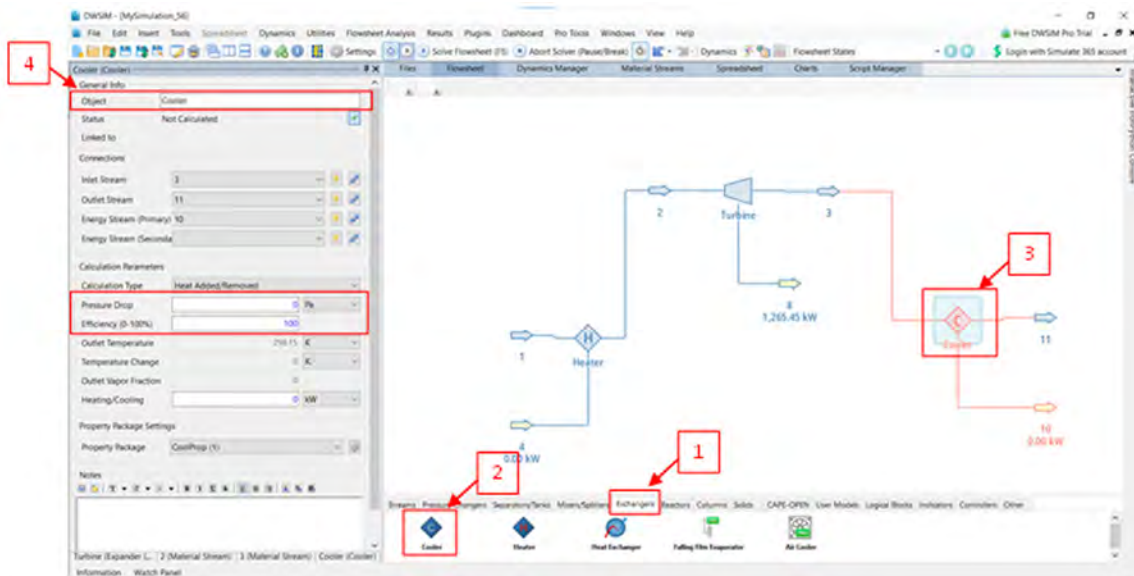 DWSIM - [MySimulation_56]
File Edit Insert Tools Spreadsheet Dynamics Utilities Flowsheet Analysis Results Plugins Dashboard Pro Tools Windows View Help
Free DWSIM Pro Trial
Settings Solve Flowsheet (F5) Abort Solver (Pause/Break) Dynamics Flowsheet States Login with Simulate 365 account
4
Cooler (Cooler)
Files Flowsheet Dynamics Manager Material Streams Spreadsheet Charts Script Manager
General Info
Object Cooler
Status Not Calculated
Linked to
Connections
Inlet Stream 3
Outlet Stream 11
Energy Stream (Primary) 10
Energy Stream (Seconda
Calculation Parameters
Calculation Type Heat Added/Removed
Pressure Drop 0 Pa
Efficiency (0-100%) 100
Outlet Temperature 298.15 K
Temperature Change 0 K
Outlet Vapor Fraction 0
Heating/Cooling 0 kW
Property Package Settings
Property Package CoolProp (1)
Notes
Turbine (Expander (... 2 (Material Stream) 3 (Material Stream) Cooler (Cooler)
Information Watch Panel
2
Turbine
3
3
8
1,265.45 kW
1
H
Heater
C
Cooler
11
4
0.00 kW
10
0.00 kW
1
2
Streams Pressure Changers Separators/Tanks Mixers/Splitters Exchangers Reactors Columns Solids CAPE-OPEN User Models Logical Blocks Indicators Controllers Other
Cooler Heater Heat Exchanger Falling Film Evaporator Air Cooler